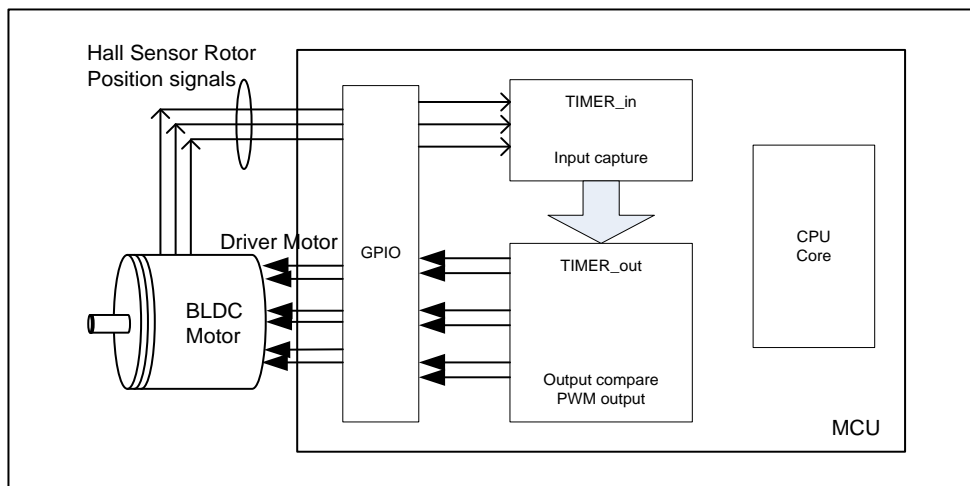 Hall Sensor Rotor
Position signals
TIMER_in
Input capture
Driver Motor
GPIO
TIMER_out
CPU
Core
BLDC
Motor
Output compare
PWM output
MCU